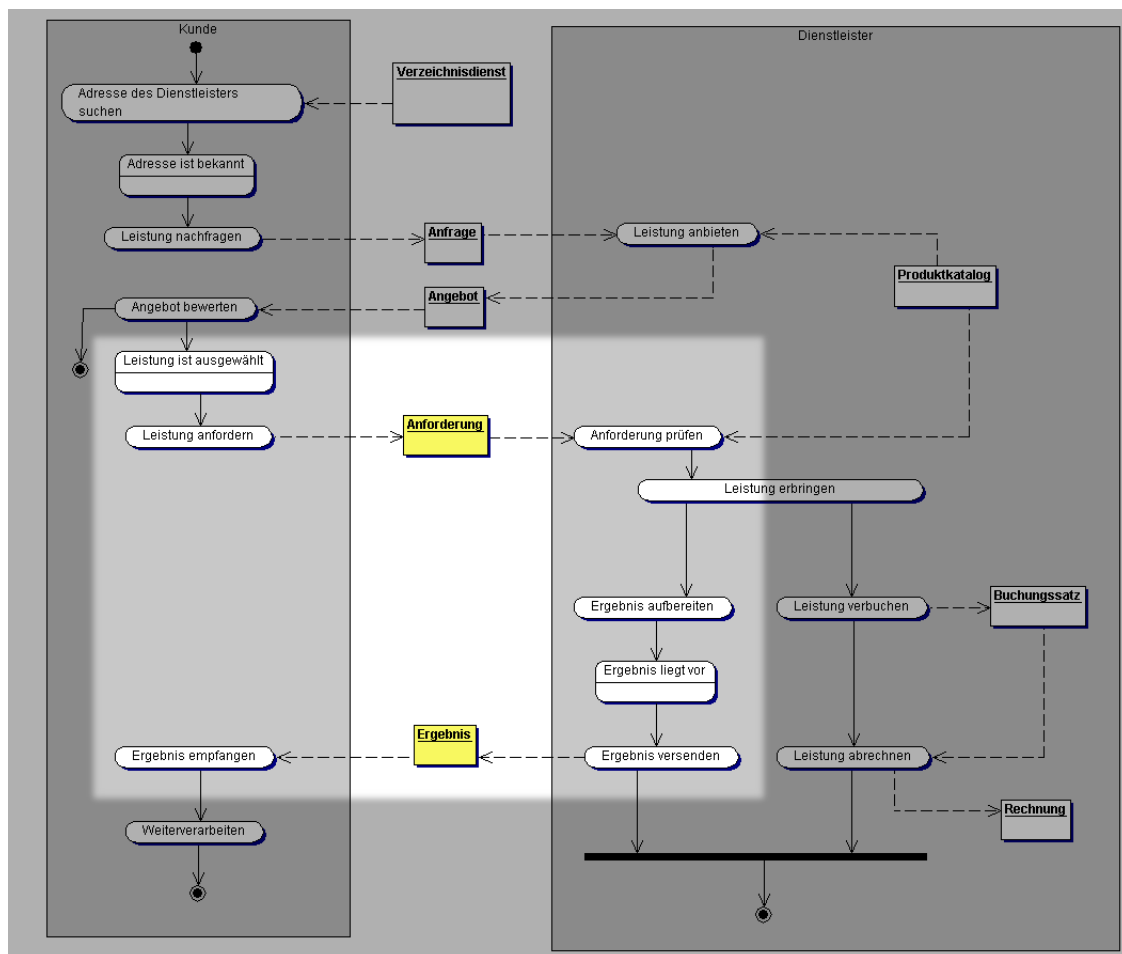 Kunde
Dienstleister
Verzeichnisdienst
Adresse des Dienstleisters
suchen
Adresse ist bekannt
Leistung nachfragen
Anfrage
Leistung anbieten
Produktkatalog
Angebot bewerten
Angebot
Leistung ist ausgewählt
Leistung anfordern
Anforderung
Anforderung prüfen
Leistung erbringen
Ergebnis aufbereiten
Leistung verbuchen
Buchungssatz
Ergebnis liegt vor
Ergebnis empfangen
Ergebnis
Ergebnis versenden
Leistung abrechnen
Rechnung
Weiterverarbeiten